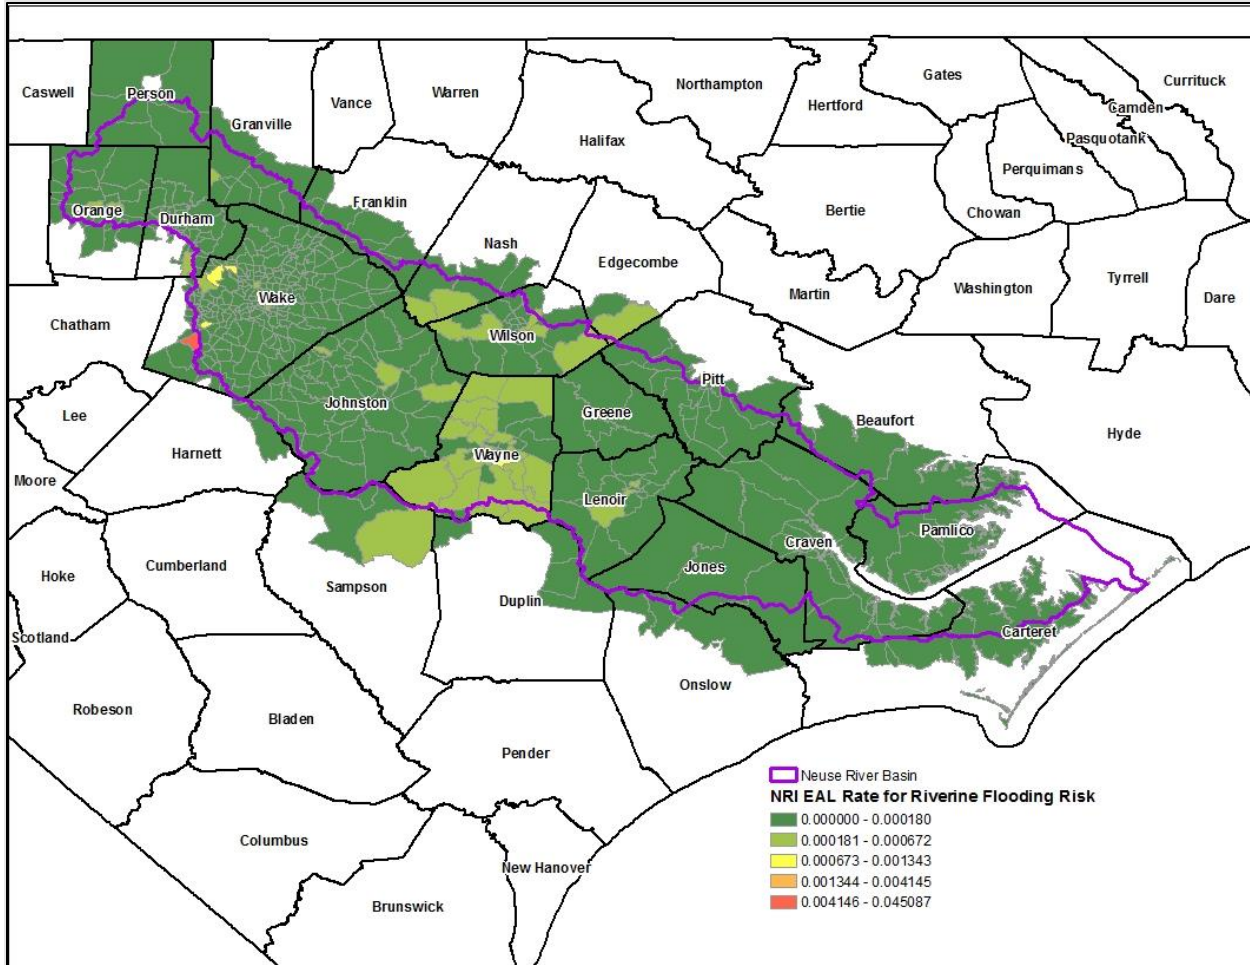 Caswell
Person
Granville
Vance
Warren
Northampton
Hertford
Gates
Currituck
Camden
Pasquotank
Perquimans
Chowan
Halifax
Bertie
Orange
Durham
Franklin
Nash
Edgecombe
Martin
Washington
Tyrrell
Dare
Chatham
Wake
Wilson
Pitt
Beaufort
Hyde
Lee
Harnett
Johnston
Greene
Moore
Wayne
Lenoir
Craven
Pamlico
Hoke
Cumberland
Sampson
Duplin
Jones
Carteret
Scotland
Onslow
Robeson
Bladen
Pender
Columbus
New Hanover
Brunswick
Neuse River Basin
NRI EAL Rate for Riverine Flooding Risk
0.000000 - 0.000180
0.000181 - 0.000672
0.000673 - 0.001343
0.001344 - 0.004145
0.004146 - 0.045087